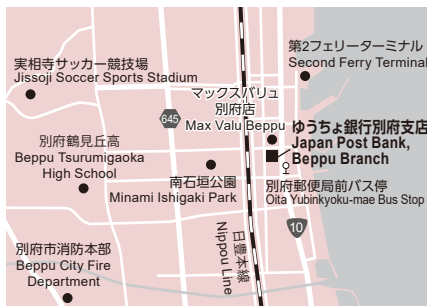 実相寺サッカー競技場
Jissoji Soccer Sports Stadium
第2フェリーターミナル
Second Ferry Terminal
マックスバリュ
別府店
Max Valu Beppu
645
ゆうちょ銀行別府支店
Japan Post Bank,
Beppu Branch
別府鶴見丘高
Beppu Tsurumigaoka
High School
南石垣公園
Minami Ishigaki Park
別府郵便局前バス停
Oita Yubinkyoku-mae Bus Stop
10
日豊本線
Nippou Line
別府市消防本部
Beppu City Fire
Department